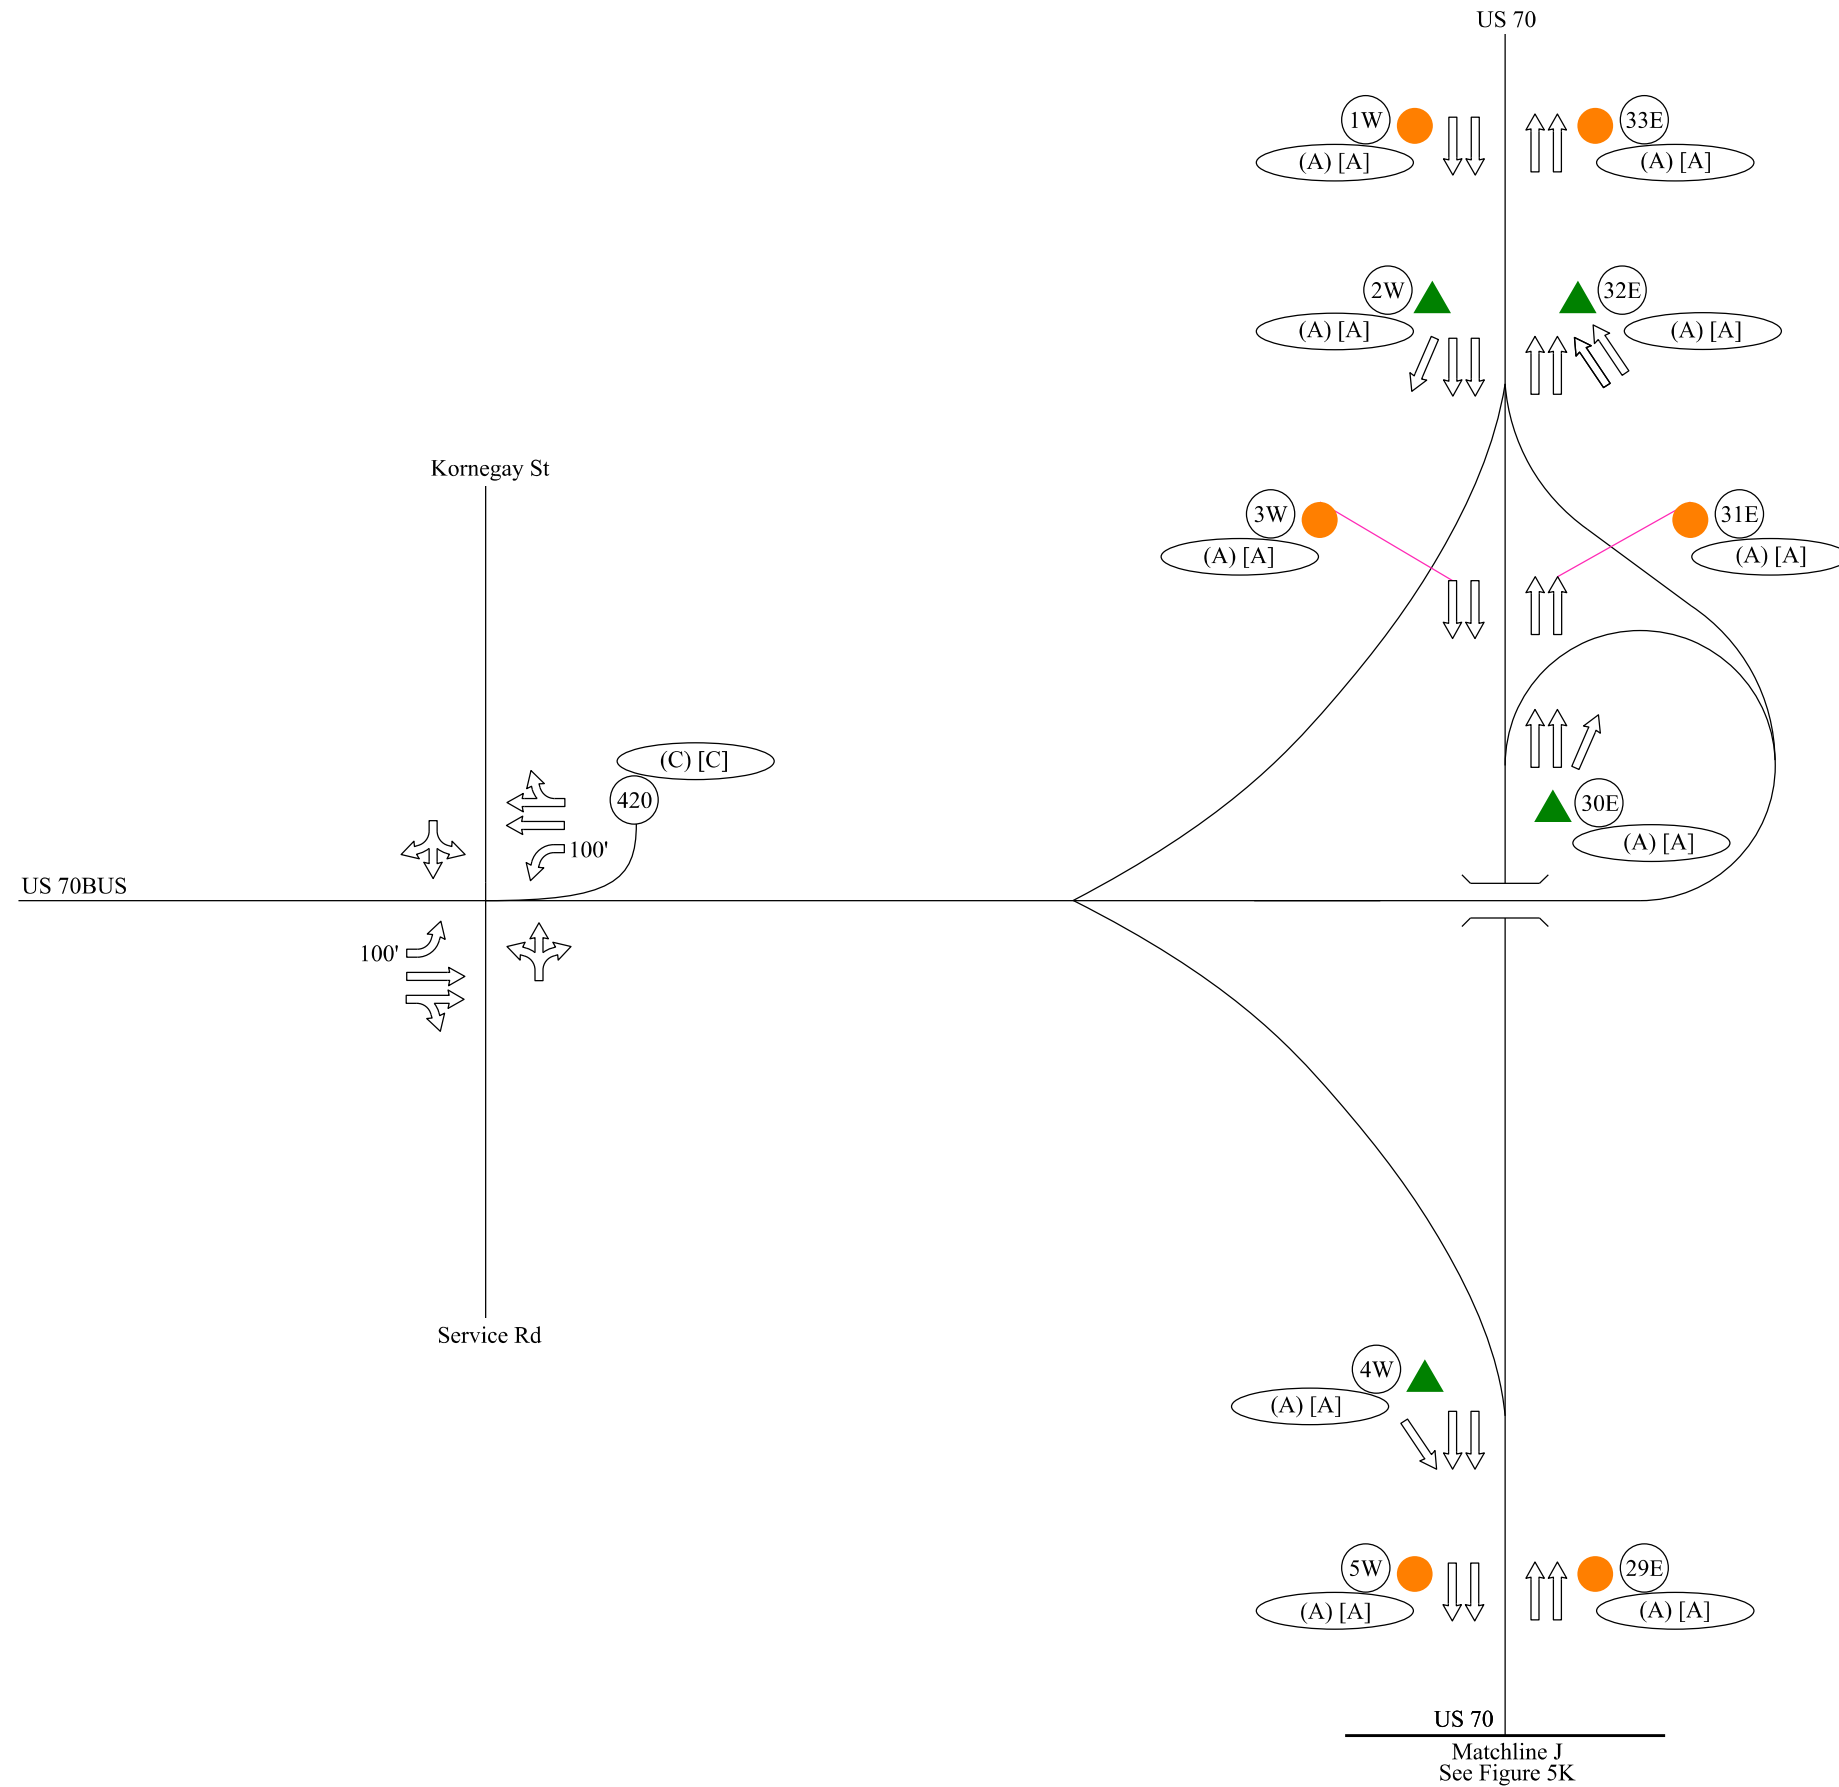 US 70
1W
33E
(A) [A]
(A) [A]
2W
32E
(A) [A]
(A) [A]
Kornegay St
3W
31E
(A) [A]
(A) [A]
(C) [C]
420
30E
100'
(A) [A]
US 70BUS
100'
Service Rd
4W
(A) [A]
5W
29E
(A) [A]
(A) [A]
US 70
Matchline J
See Figure 5K